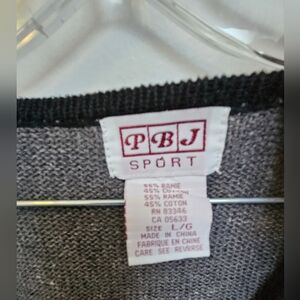 PBJ
SPORT
55% RAMIE
45% COTTON
55% RAMIE
45% COTON
RN 83346
CA 05633
SIZE L/G
MADE IN CHINA
FABRIQUE EN CHINE
CARE SEE REVERSE